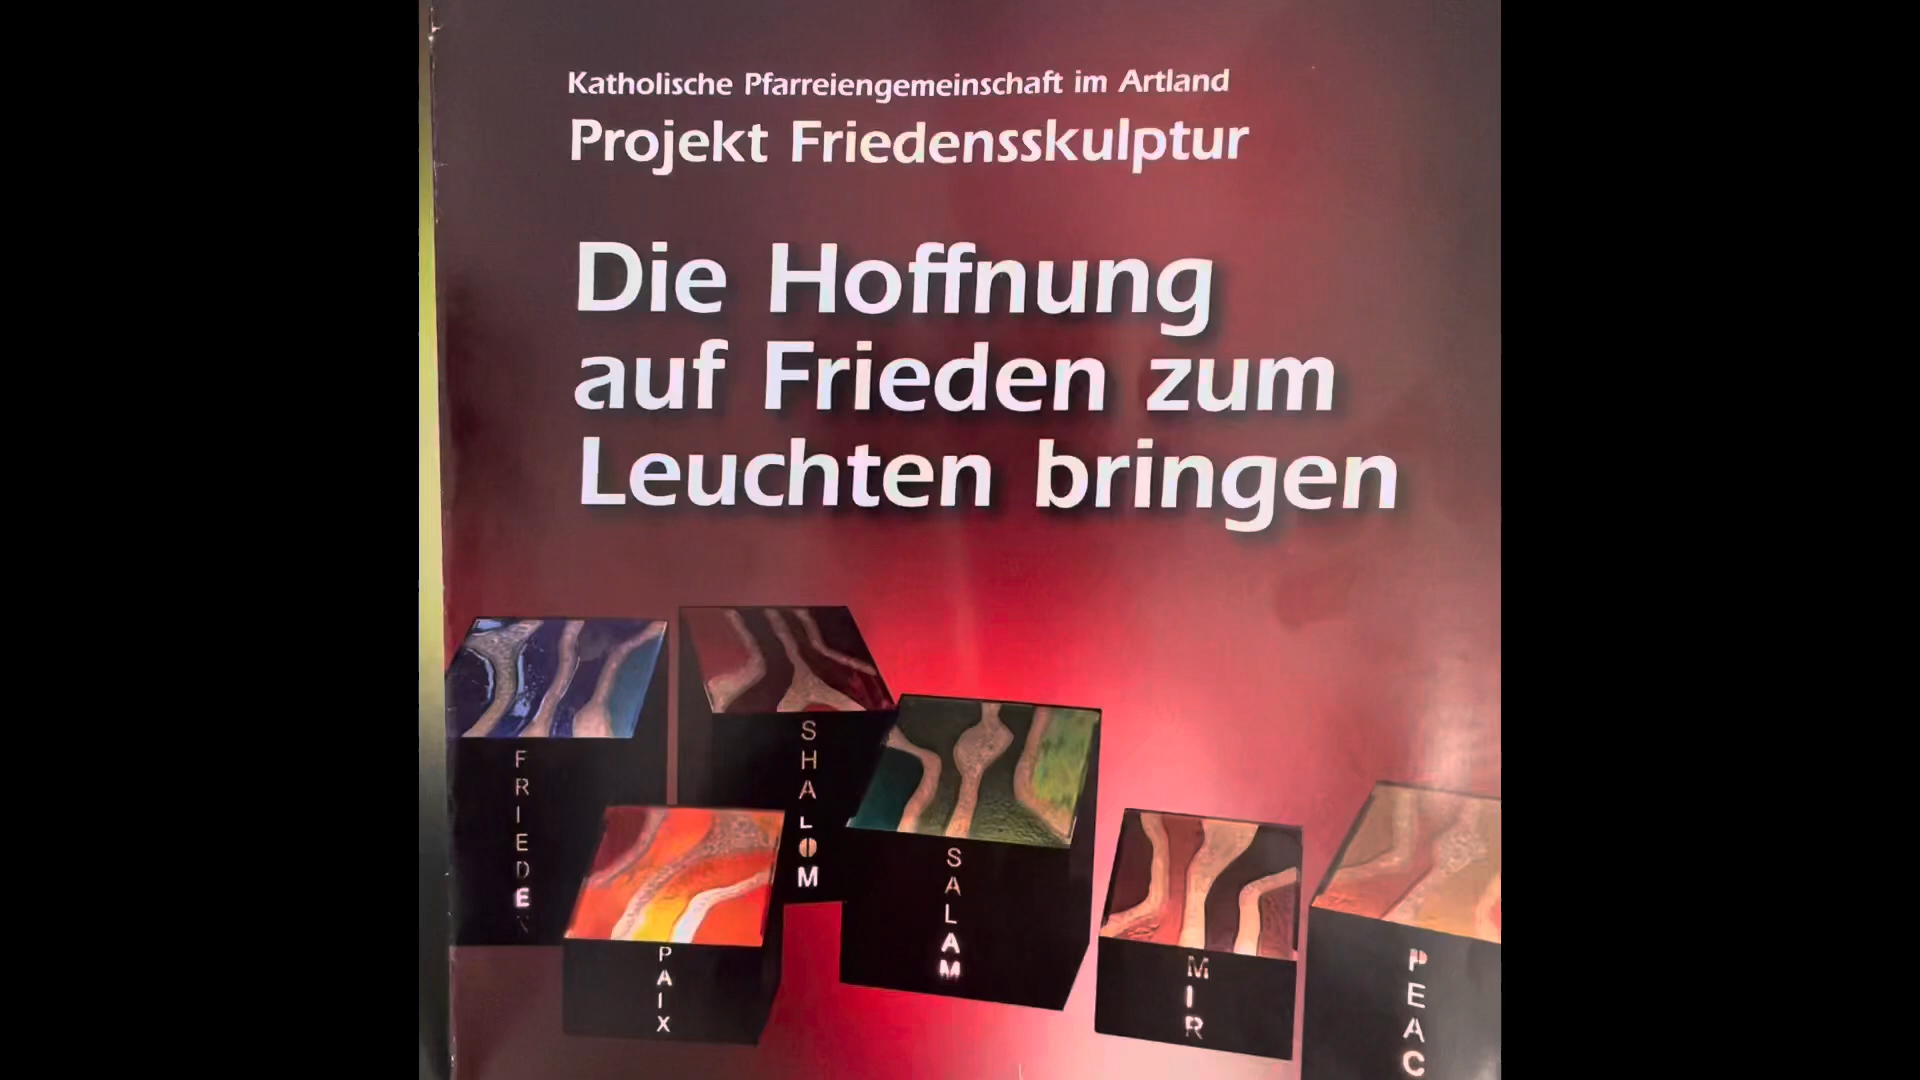 Katholische Pfarreiengemeinschaft im Artland
Projekt Friedensskulptur
Die Hoffnung
auf Frieden zum
Leuchten bringen
FRIEDEN
SHALOM
PAIX
SALAM
MIR
PEAC